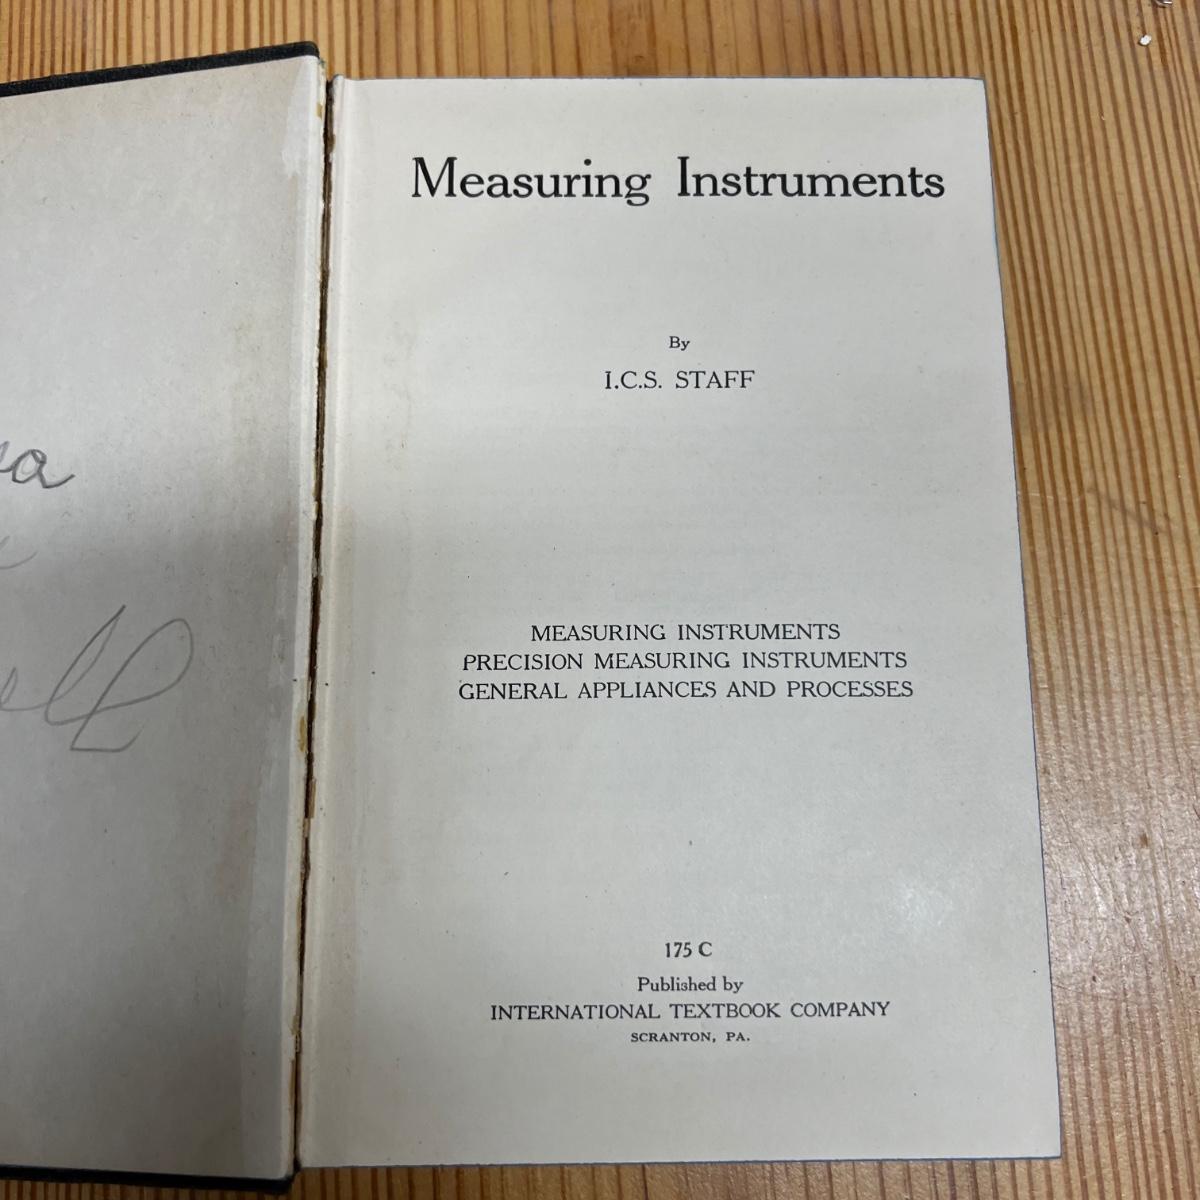 Measuring Instruments
By
I.C.S. STAFF
MEASURING INSTRUMENTS
PRECISION MEASURING INSTRUMENTS
GENERAL APPLIANCES AND PROCESSES
175 C
Published by
INTERNATIONAL TEXTBOOK COMPANY
SCRANTON, PA.